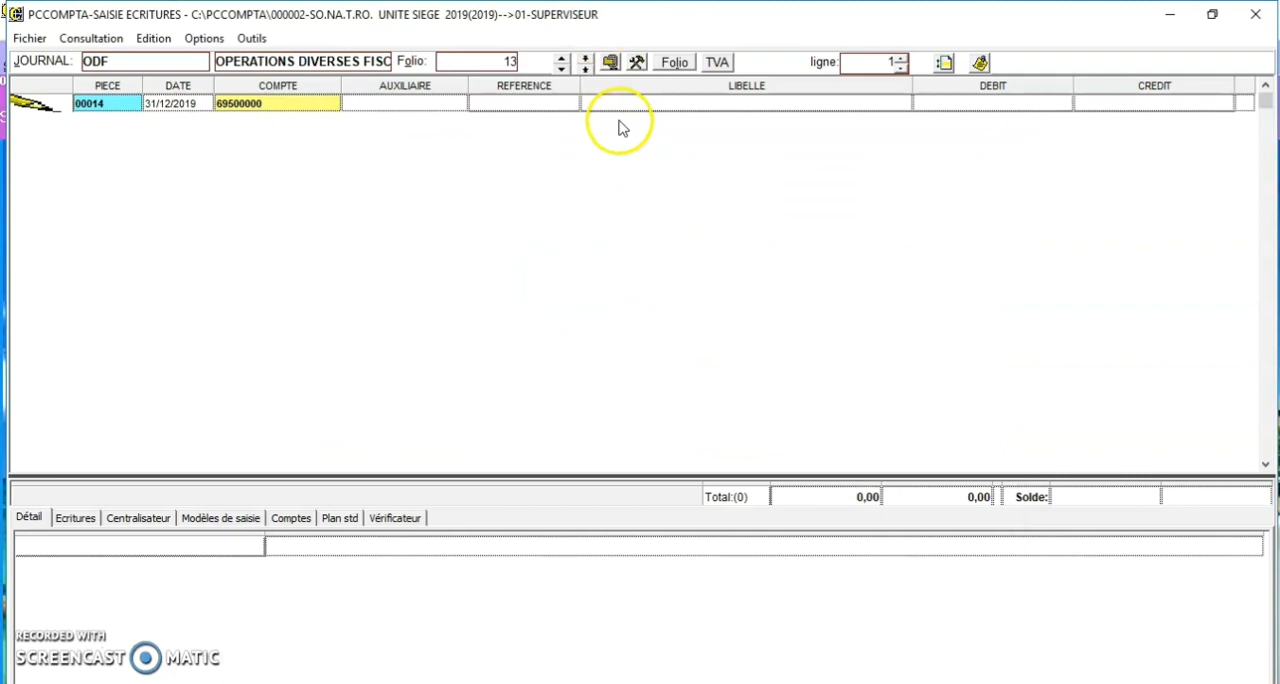 PCCOMPTA-SAISIE ECRITURES - C:\PCCOMPTA\000002-SO.NA.T.RO. UNITE SIEGE 2019(2019)-->01-SUPERVISEUR
Fichier Consultation Edition Options Outils
JOURNAL: ODF OPERATIONS DIVERSES FISC Folio: 13 Folio TVA ligne: 1
PIECE DATE COMPTE AUXILIAIRE REFERENCE LIBELLE DEBIT CREDIT
00014 31/12/2019 69500000
Total:(0) 0,00 0,00 Solde:
Détail Ecritures Centralisateur Modèles de saisie Comptes Plan std Vérificateur
RECORDED WITH
SCREENCAST MATIC